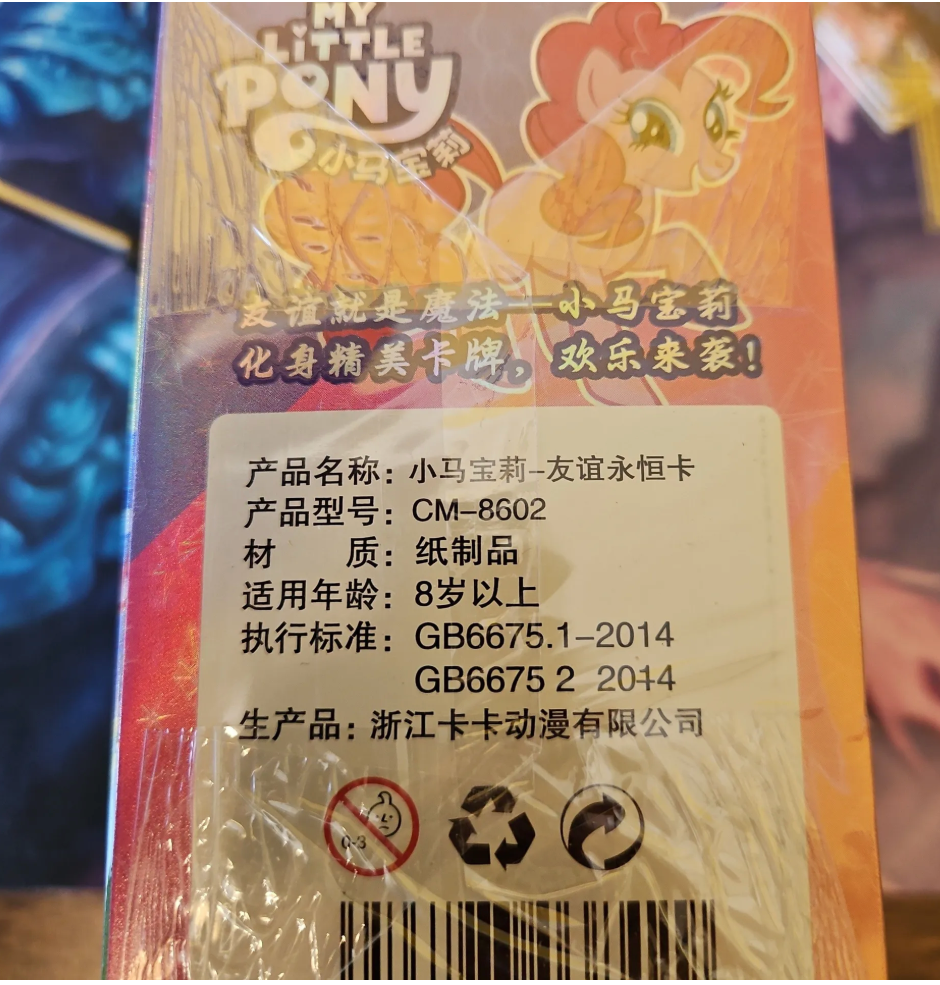 MY
LiTTLE
PONY
小马宝莉
友谊就是魔法——小马宝莉
化身精美卡牌，欢乐来袭！
产品名称：小马宝莉-友谊永恒卡
产品型号：CM-8602
材 质：纸制品
适用年龄：8岁以上
执行标准：GB6675.1-2014
GB6675 2 2014
生产品：浙江卡卡动漫有限公司
0-3